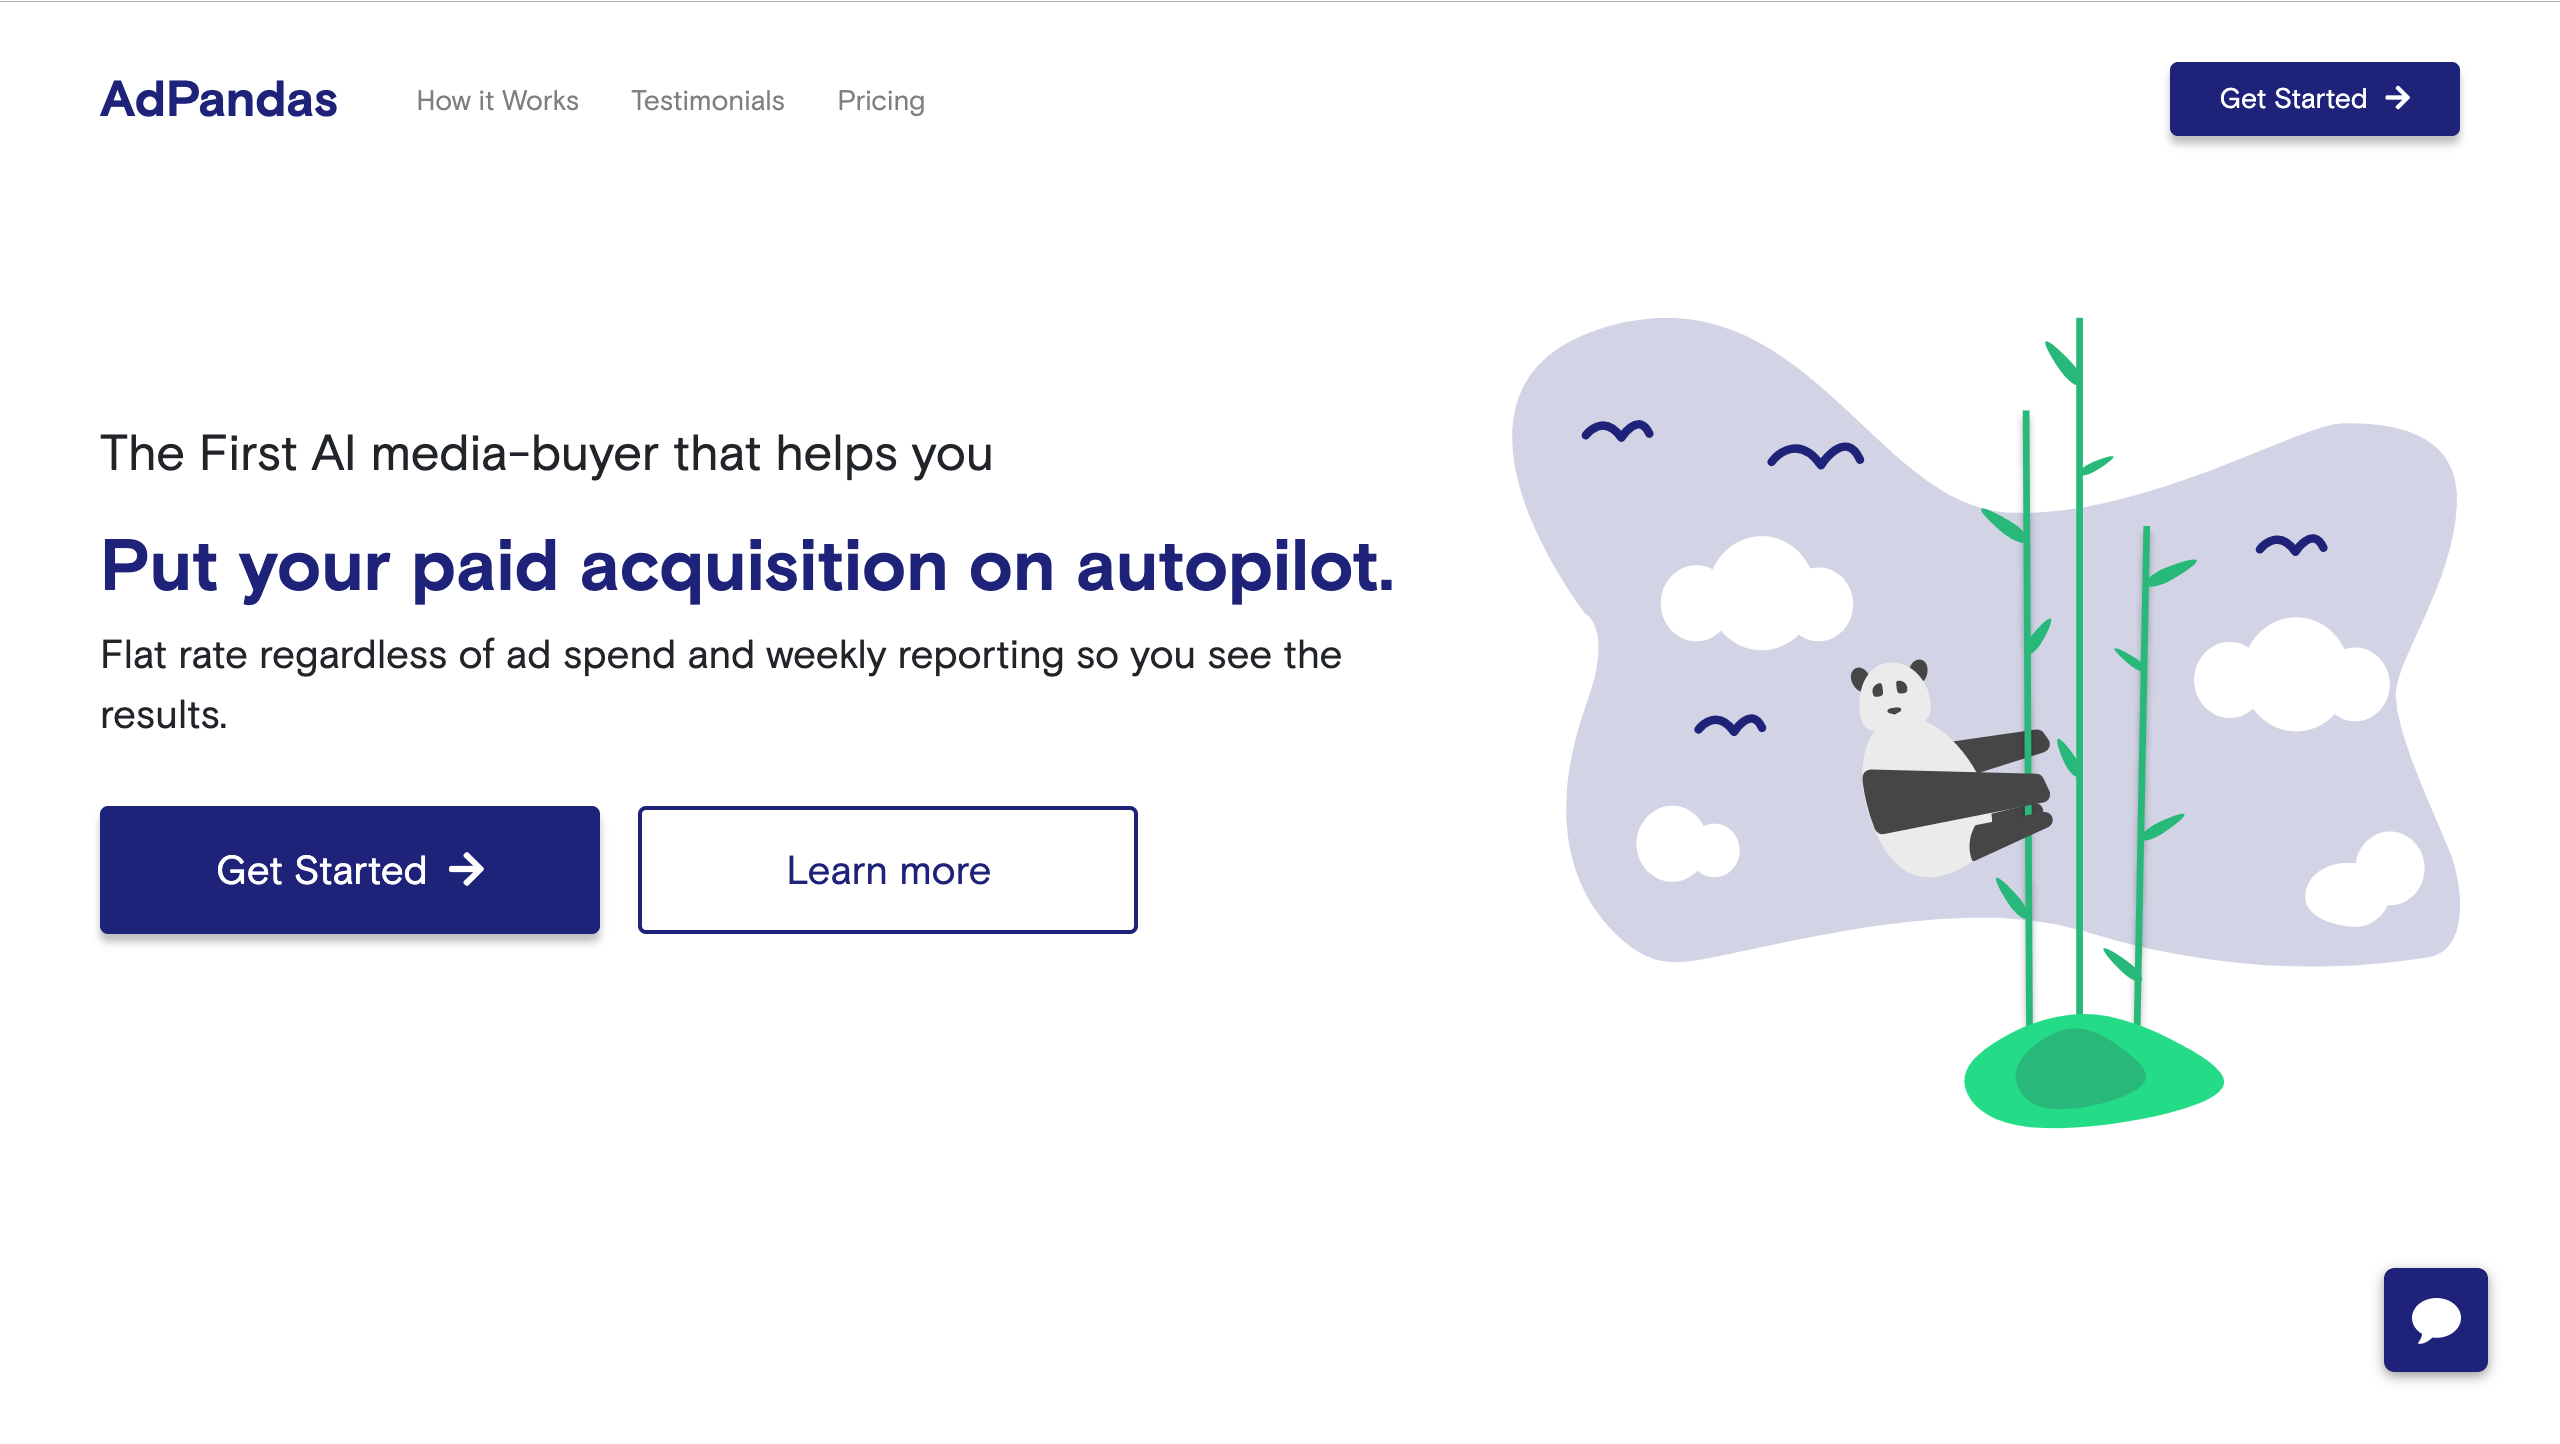 AdPandas
How it Works
Testimonials
Pricing
Get Started
The First AI media-buyer that helps you
Put your paid acquisition on autopilot.
Flat rate regardless of ad spend and weekly reporting so you see the
results.
Get Started
Learn more